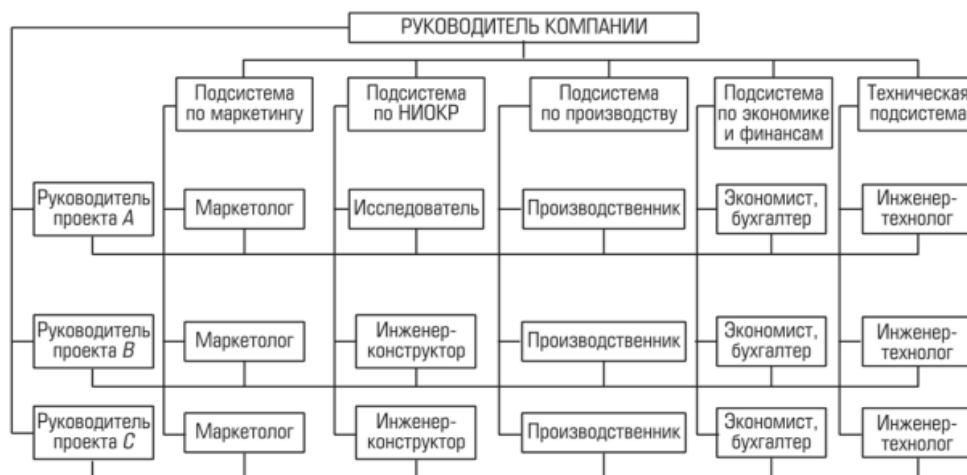 РУКОВОДИТЕЛЬ КОМПАНИИ
Подсистема
по маркетингу
Подсистема
по НИОКР
Подсистема
по производству
Подсистема
по экономике
и финансам
Техническая
подсистема
Руководитель
проекта A
Маркетолог
Исследователь
Производственник
Экономист,
бухгалтер
Инженер-
технолог
Руководитель
проекта B
Маркетолог
Инженер-
конструктор
Производственник
Экономист,
бухгалтер
Инженер-
технолог
Руководитель
проекта C
Маркетолог
Инженер-
конструктор
Производственник
Экономист,
бухгалтер
Инженер-
технолог